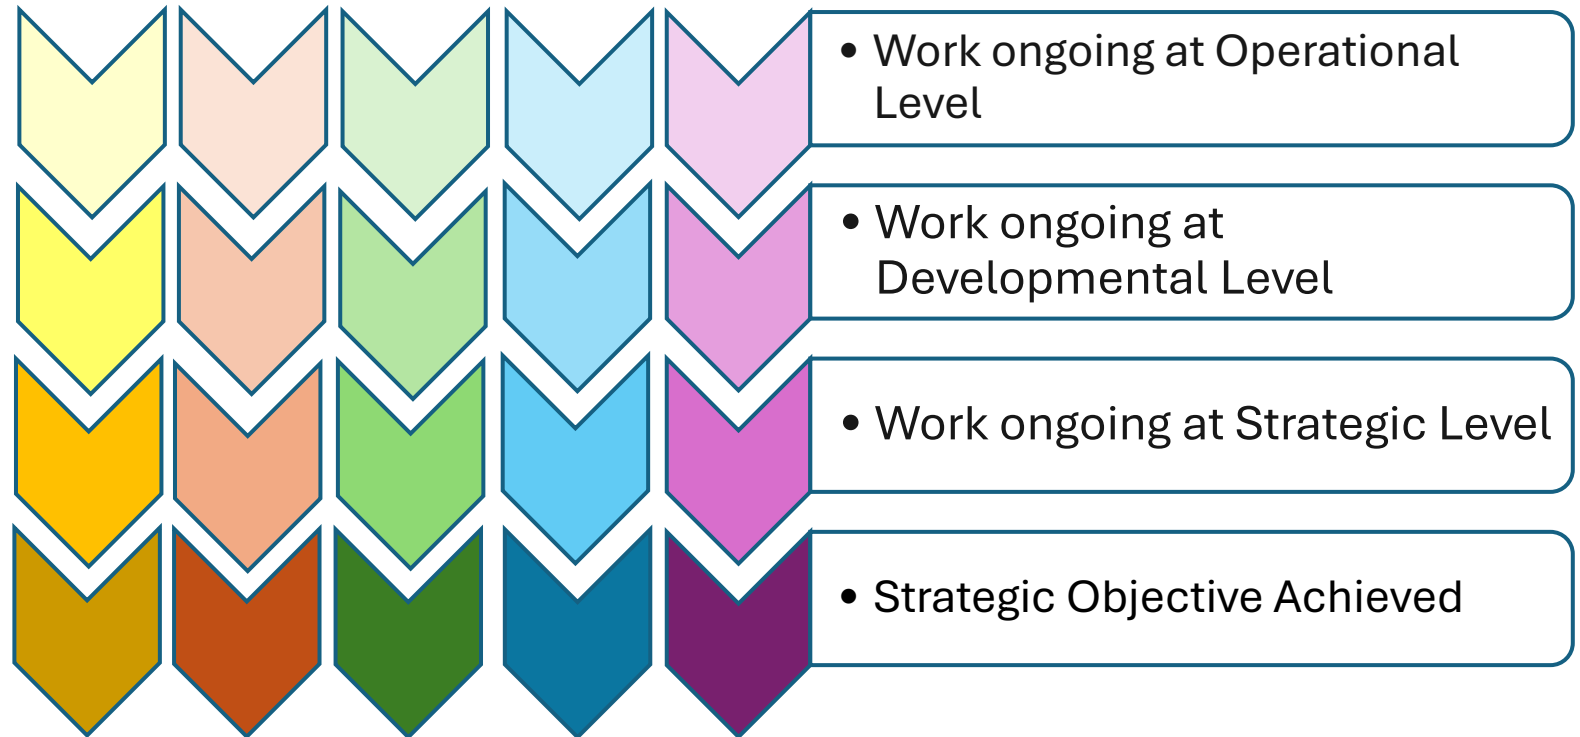 • Work ongoing at Operational
Level
• Work ongoing at
Developmental Level
• Work ongoing at Strategic Level
• Strategic Objective Achieved